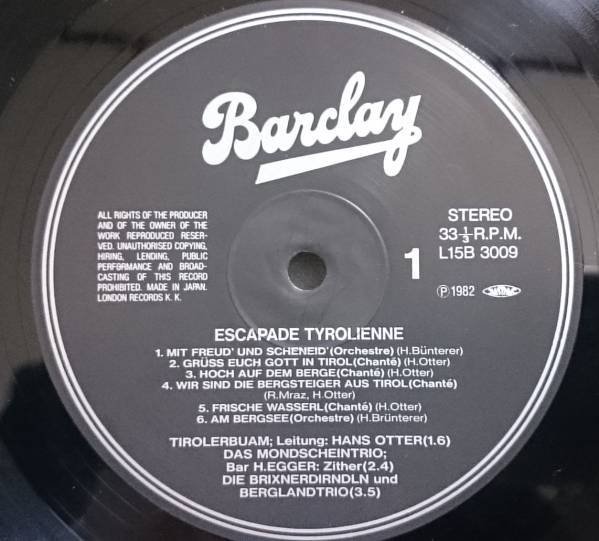 Barclay
ALL RIGHTS OF THE PRODUCER
AND OF THE OWNER OF THE
WORK REPRODUCED RESER-
VED. UNAUTHORISED COPYING,
HIRING, LENDING, PUBLIC
PERFORMANCE AND BROAD-
CASTING OF THIS RECORD
PROHIBITED. MADE IN JAPAN.
LONDON RECORDS K. K.
STEREO
33 1/3 R.P.M.
L15B 3009
1
Ⓟ1982
ESCAPADE TYROLIENNE
1. MIT FREUD' UND SCHENEID'(Orchestre) (H.Bünterer)
2. GRÜSS EUCH GOTT IN TIROL(Chanté) (H.Otter)
3. HOCH AUF DEM BERGE(Chanté) (H.Otter)
4. WIR SIND DIE BERGSTEIGER AUS TIROL(Chanté)
(R.Mraz, H.Otter)
5. FRISCHE WASSERL(Chanté) (H.Otter)
6. AM BERGSEE(Orchestre) (H.Brünterer)
TIROLERBUAM; Leitung: HANS OTTER(1.6)
DAS MONDSCHEINTRIO;
Bar H.EGGER: Zither(2.4)
DIE BRIXNERDIRNDLN und
BERGLANDTRIO(3.5)